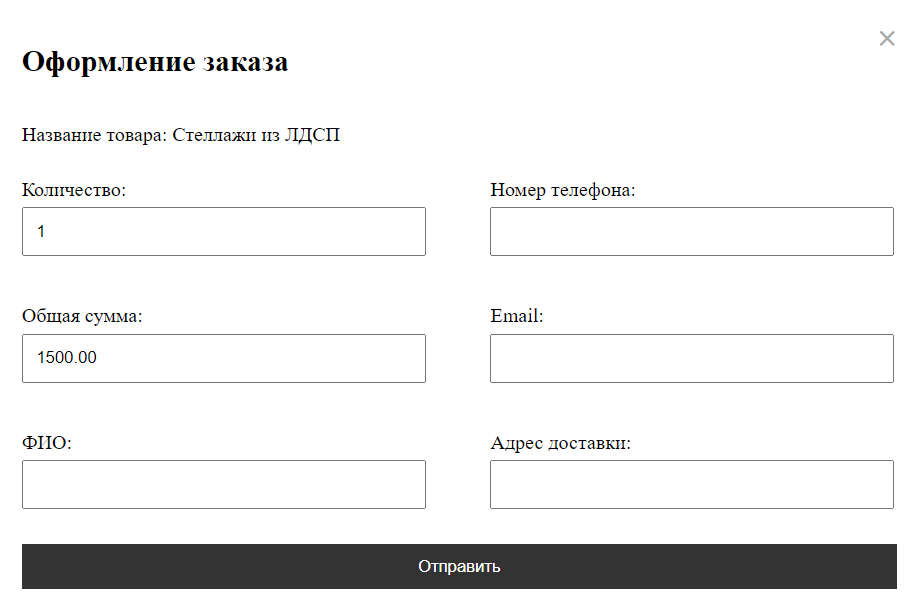 Оформление заказа
Название товара: Стеллажи из ЛДСП
Количество:
1
Номер телефона:
Общая сумма:
1500.00
Email:
ФИО:
Адрес доставки:
Отправить